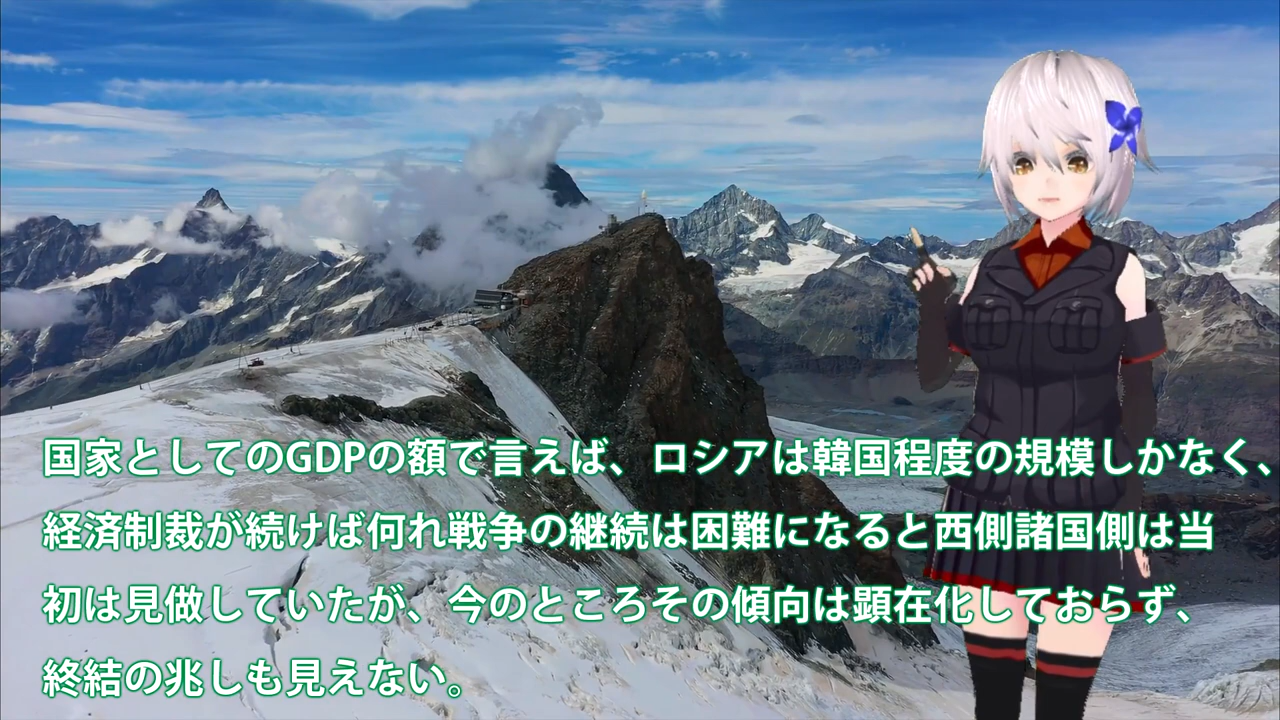 国家としてのGDPの額で言えば、ロシアは韓国程度の規模しかなく、
経済制裁が続けば何れ戦争の継続は困難になると西側諸国側は当
初は見做していたが、今のところその傾向は顕在化しておらず、
終結の兆しも見えない。